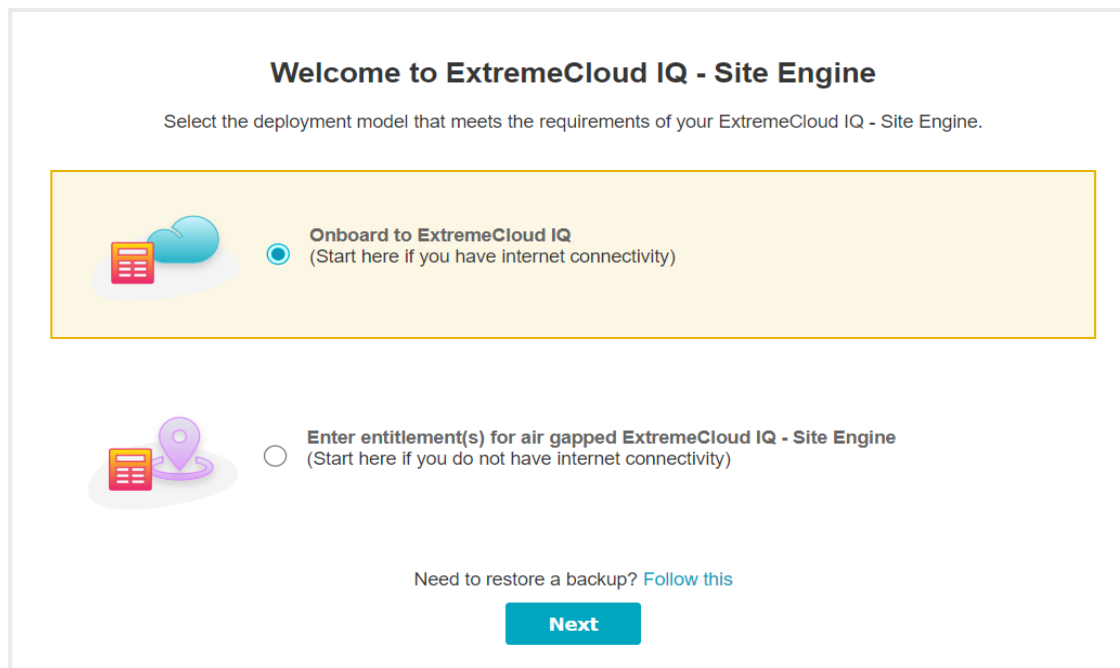 Welcome to ExtremeCloud IQ - Site Engine
Select the deployment model that meets the requirements of your ExtremeCloud IQ - Site Engine.
Onboard to ExtremeCloud IQ
(Start here if you have internet connectivity)
Enter entitlement(s) for air gapped ExtremeCloud IQ - Site Engine
(Start here if you do not have internet connectivity)
Need to restore a backup? Follow this
Next